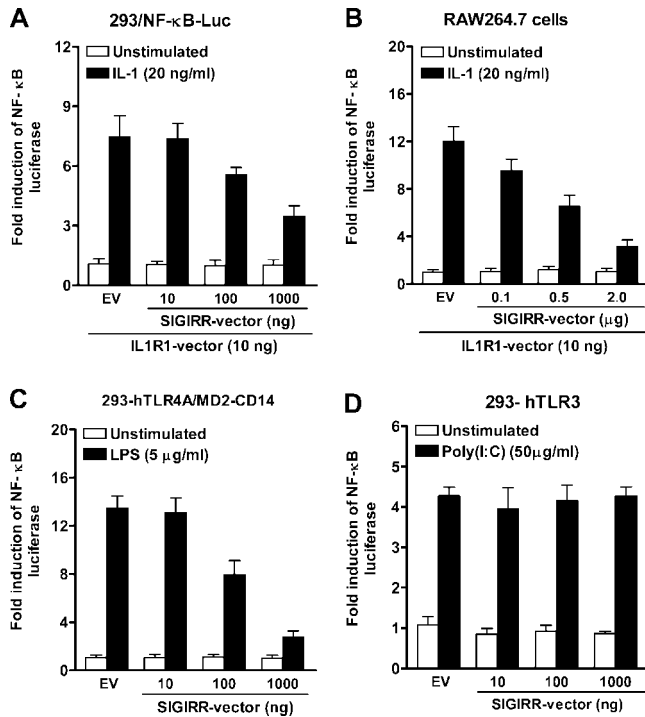 A
293/NF-κB-Luc
Unstimulated
IL-1 (20 ng/ml)
Fold induction of NF- κB
luciferase
12
9
6
3
0
EV
10
100
1000
SIGIRR-vector (ng)
IL1R1-vector (10 ng)
B
RAW264.7 cells
Unstimulated
IL-1 (20 ng/ml)
Fold induction of NF- κB
luciferase
20
16
12
8
4
0
EV
0.1
0.5
2.0
SIGIRR-vector (μg)
IL1R1-vector (10 ng)
C
293-hTLR4A/MD2-CD14
Unstimulated
LPS (5 μg/ml)
Fold induction of NF- κB
luciferase
16
12
8
4
0
EV
10
100
1000
SIGIRR-vector (ng)
D
293- hTLR3
Unstimulated
Poly(I:C) (50μg/ml)
Fold induction of NF-κB
luciferase
6
5
4
3
2
1
0
EV
10
100
1000
SIGIRR-vector (ng)